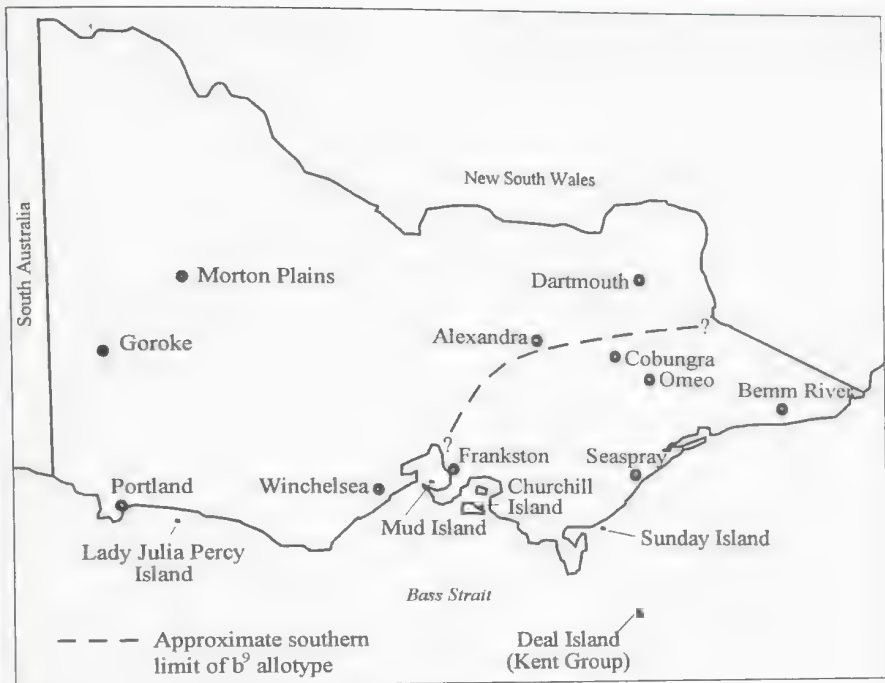 New South Wales
South Australia
Morton Plains
Dartmouth
?
Alexandra
Goroke
Cobungra
Omeo
Bemm River
?
Frankston
Seaspray
Portland
Winchelsea
Churchill
Island
Mud Island
Sunday Island
Lady Julia Percy
Island
Bass Strait
Approximate southern
limit of b⁹ allotype
Deal Island
(Kent Group)